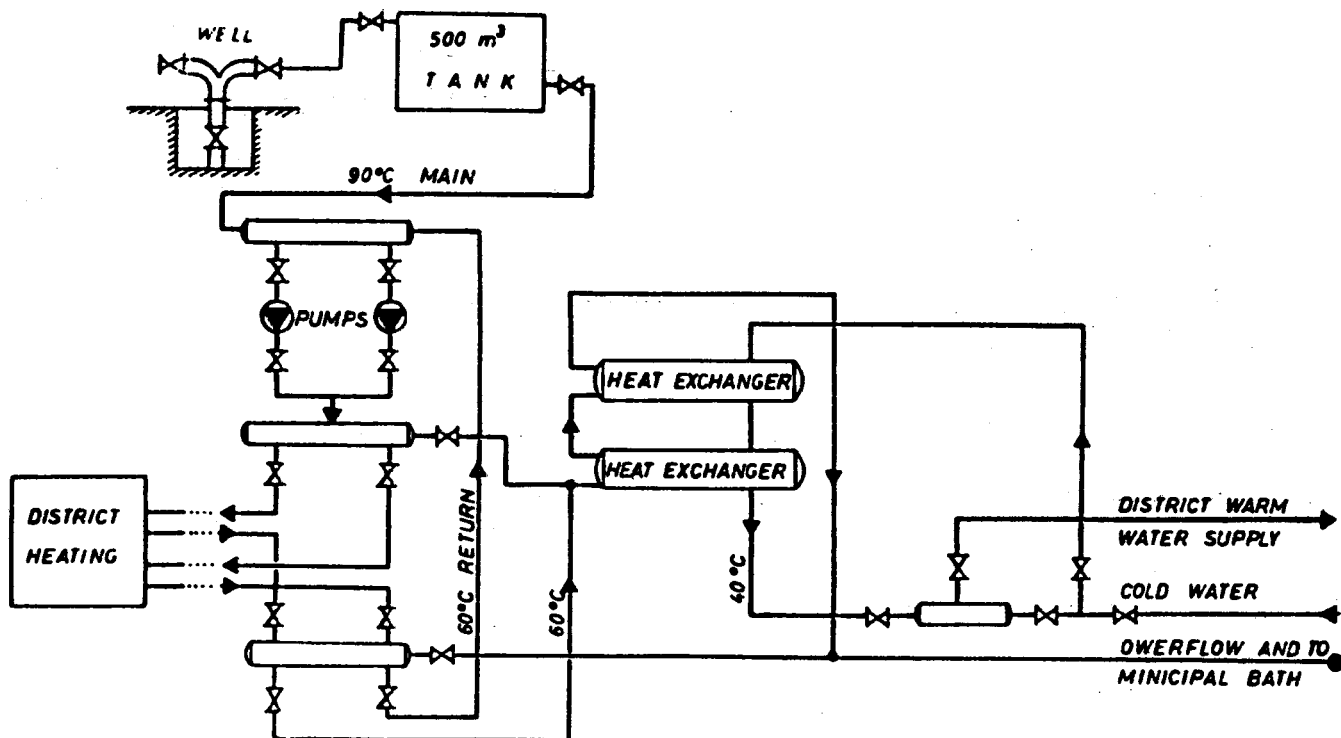 WELL
500 m³
TANK
90°C MAIN
PUMPS
HEAT EXCHANGER
HEAT EXCHANGER
DISTRICT
HEATING
60°C RETURN
60°C
40°C
DISTRICT WARM
WATER SUPPLY
COLD WATER
OWERFLOW AND TO
MINICIPAL BATH